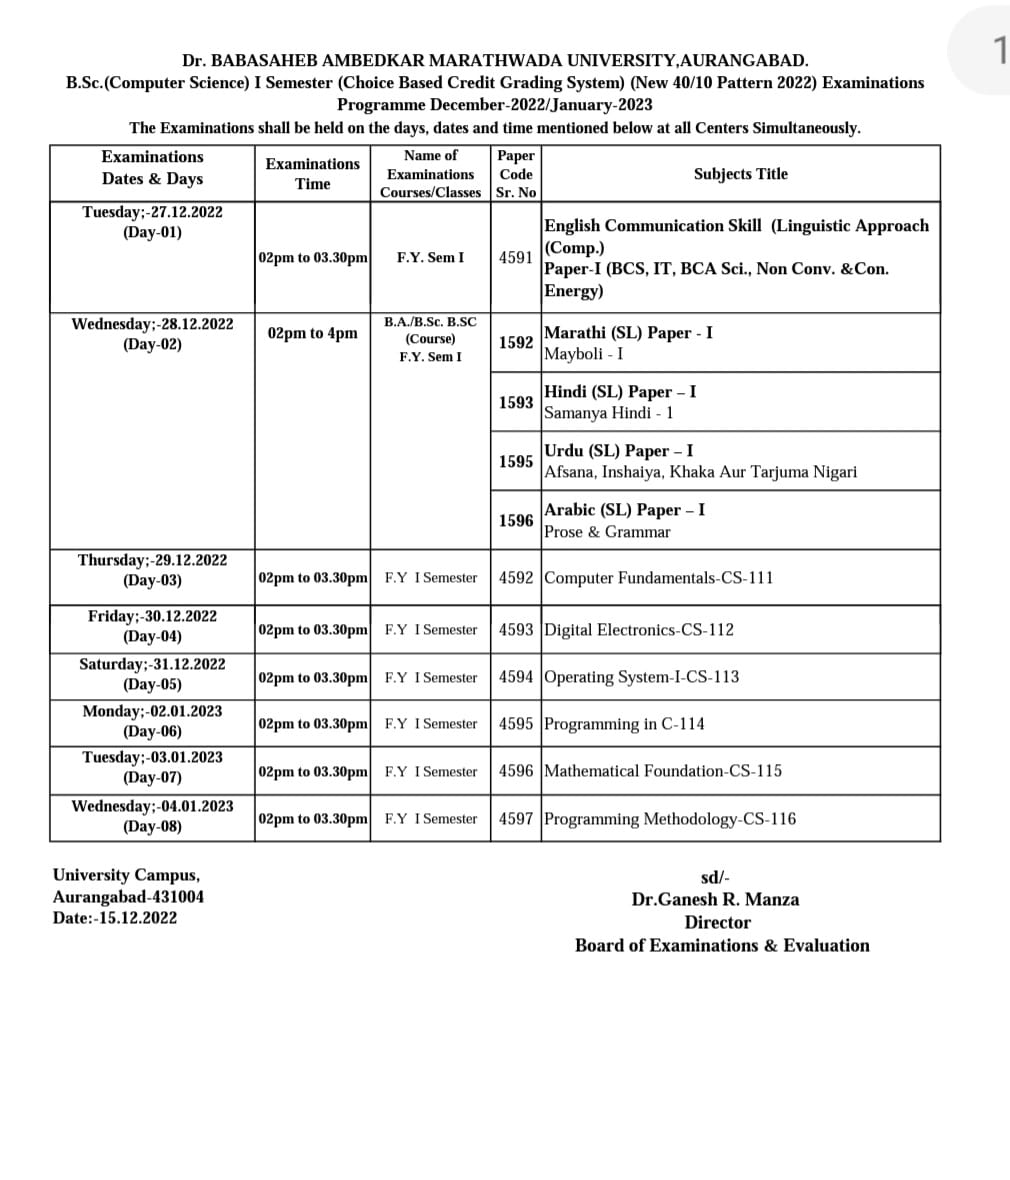 1
Dr. BABASAHEB AMBEDKAR MARATHWADA UNIVERSITY,AURANGABAD.
B.Sc.(Computer Science) I Semester (Choice Based Credit Grading System) (New 40/10 Pattern 2022) Examinations
Programme December-2022/January-2023
The Examinations shall be held on the days, dates and time mentioned below at all Centers Simultaneously.
Examinations
Dates & Days
Examinations
Time
Name of
Examinations
Courses/Classes
Paper
Code
Sr. No
Subjects Title
Tuesday;-27.12.2022
(Day-01)
02pm to 03.30pm
F.Y. Sem I
4591
English Communication Skill (Linguistic Approach
(Comp.)
Paper-I (BCS, IT, BCA Sci., Non Conv. &Con.
Energy)
Wednesday;-28.12.2022
(Day-02)
02pm to 4pm
B.A./B.Sc. B.SC
(Course)
F.Y. Sem I
1592
Marathi (SL) Paper - I
Mayboli - I
1593
Hindi (SL) Paper – I
Samanya Hindi - 1
1595
Urdu (SL) Paper – I
Afsana, Inshaiya, Khaka Aur Tarjuma Nigari
1596
Arabic (SL) Paper – I
Prose & Grammar
Thursday;-29.12.2022
(Day-03)
02pm to 03.30pm
F.Y I Semester
4592
Computer Fundamentals-CS-111
Friday;-30.12.2022
(Day-04)
02pm to 03.30pm
F.Y I Semester
4593
Digital Electronics-CS-112
Saturday;-31.12.2022
(Day-05)
02pm to 03.30pm
F.Y I Semester
4594
Operating System-I-CS-113
Monday;-02.01.2023
(Day-06)
02pm to 03.30pm
F.Y I Semester
4595
Programming in C-114
Tuesday;-03.01.2023
(Day-07)
02pm to 03.30pm
F.Y I Semester
4596
Mathematical Foundation-CS-115
Wednesday;-04.01.2023
(Day-08)
02pm to 03.30pm
F.Y I Semester
4597
Programming Methodology-CS-116
University Campus,
Aurangabad-431004
Date:-15.12.2022
sd/-
Dr.Ganesh R. Manza
Director
Board of Examinations & Evaluation